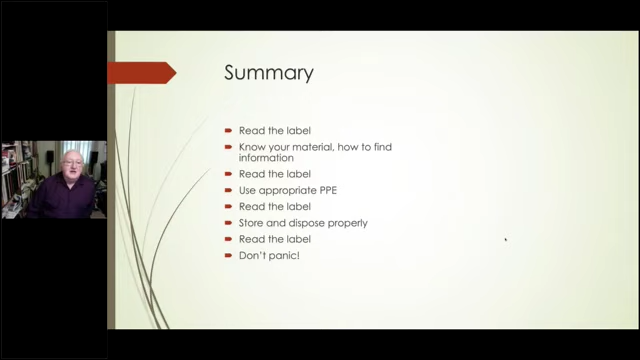 Summary
Read the label
Know your material, how to find
information
Read the label
Use appropriate PPE
Read the label
Store and dispose properly
Read the label
Don't panic!